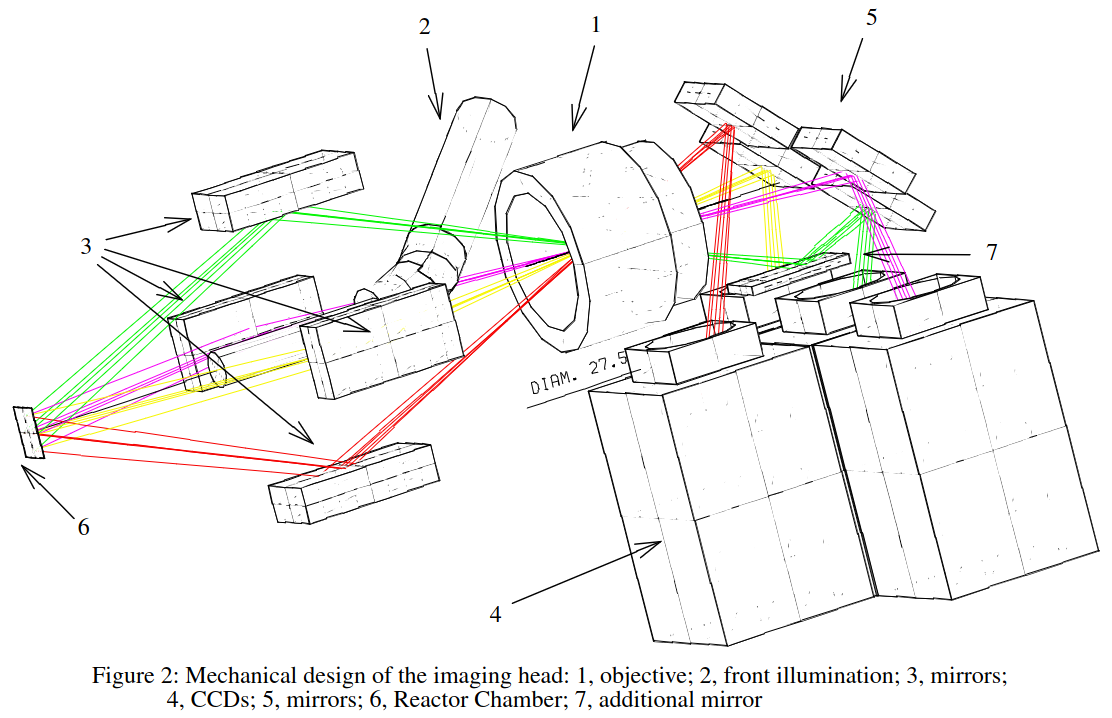 2
1
5
3
7
DIAM. 27.5
6
4
Figure 2: Mechanical design of the imaging head: 1, objective; 2, front illumination; 3, mirrors;
4, CCDs; 5, mirrors; 6, Reactor Chamber; 7, additional mirror